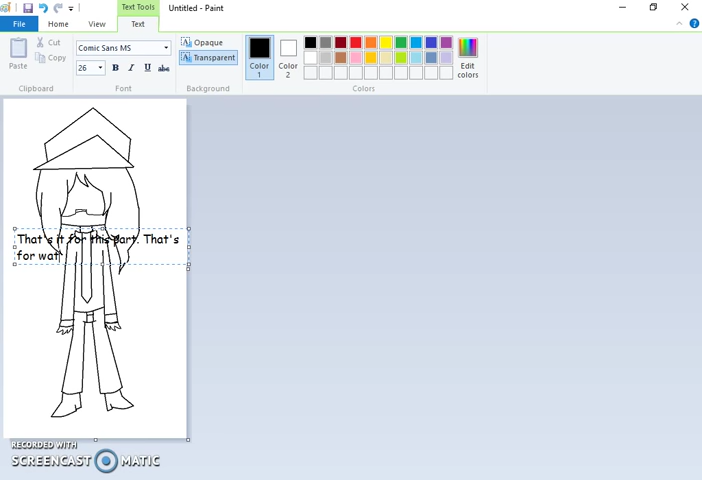 Text Tools
Untitled - Paint
File
Home
View
Text
Paste
Cut
Copy
Clipboard
Comic Sans MS
26
B I U abc
Font
Opaque
Transparent
Background
Color 1
Color 2
Edit colors
Colors
That's it for this part. That's
for wat
RECORDED WITH
SCREENCAST MATIC